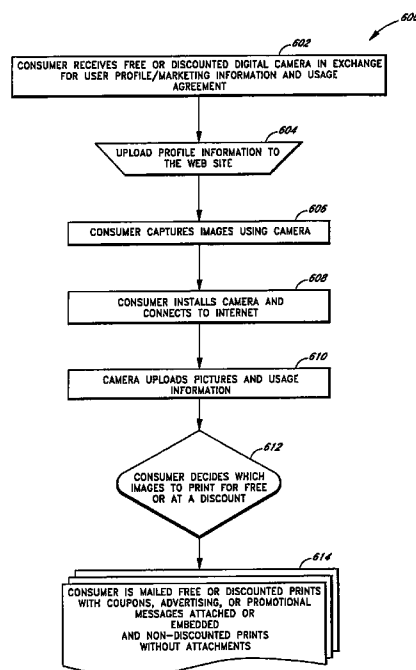 600
602
CONSUMER RECEIVES FREE OR DISCOUNTED DIGITAL CAMERA IN EXCHANGE
FOR USER PROFILE/MARKETING INFORMATION AND USAGE
AGREEMENT
604
UPLOAD PROFILE INFORMATION TO
THE WEB SITE
606
CONSUMER CAPTURES IMAGES USING CAMERA
608
CONSUMER INSTALLS CAMERA AND
CONNECTS TO INTERNET
610
CAMERA UPLOADS PICTURES AND USAGE
INFORMATION
612
CONSUMER DECIDES WHICH
IMAGES TO PRINT FOR FREE
OR AT A DISCOUNT
614
CONSUMER IS MAILED FREE OR DISCOUNTED PRINTS
WITH COUPONS, ADVERTISING, OR PROMOTIONAL
MESSAGES ATTACHED OR
EMBEDDED
AND NON-DISCOUNTED PRINTS
WITHOUT ATTACHMENTS